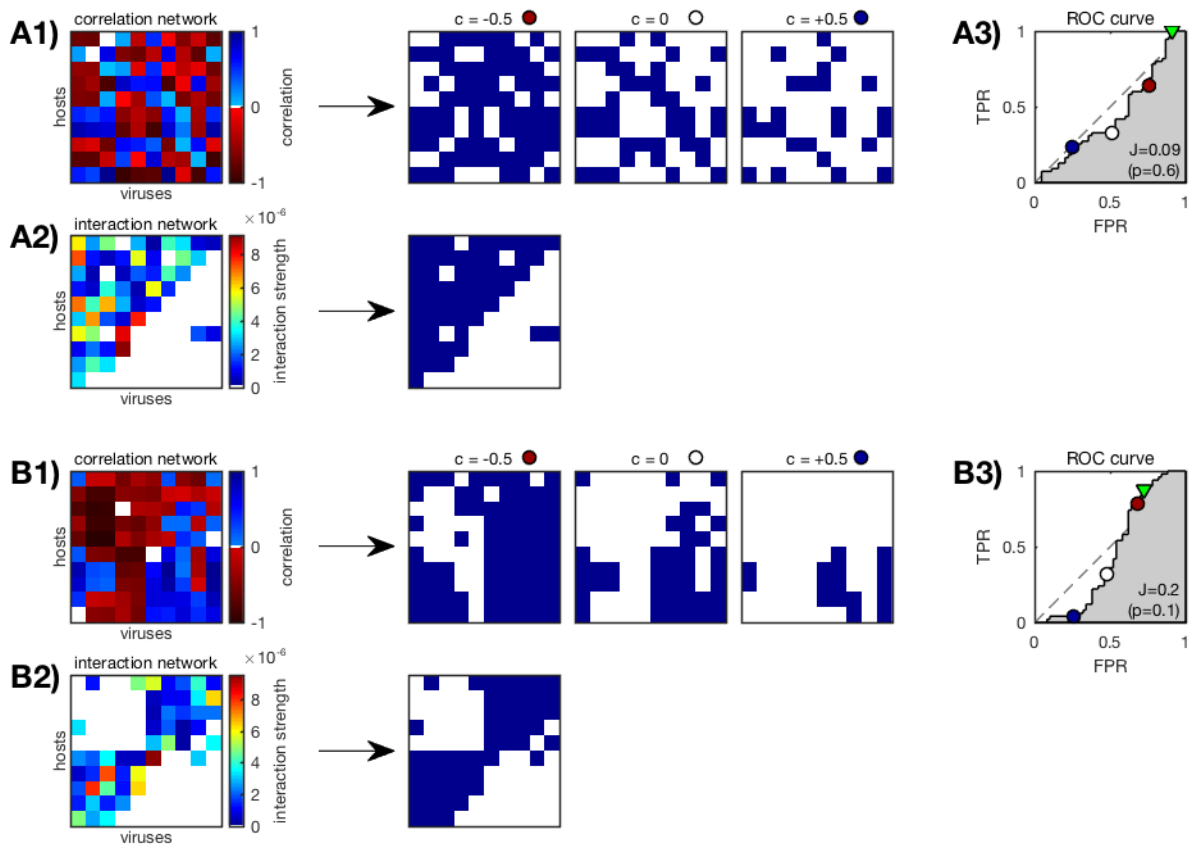 A1)
correlation network
hosts
viruses
1
0
-1
correlation
c = -0.5
c = 0
c = +0.5
A3)
ROC curve
1
0.5
0
TPR
J=0.09
(p=0.6)
0
0.5
1
FPR
A2)
interaction network
× 10⁻⁶
hosts
viruses
8
6
4
2
0
interaction strength
B1)
correlation network
hosts
viruses
1
0
-1
correlation
c = -0.5
c = 0
c = +0.5
B3)
ROC curve
1
0.5
0
TPR
J=0.2
(p=0.1)
0
0.5
1
FPR
B2)
interaction network
× 10⁻⁶
hosts
viruses
8
6
4
2
0
interaction strength